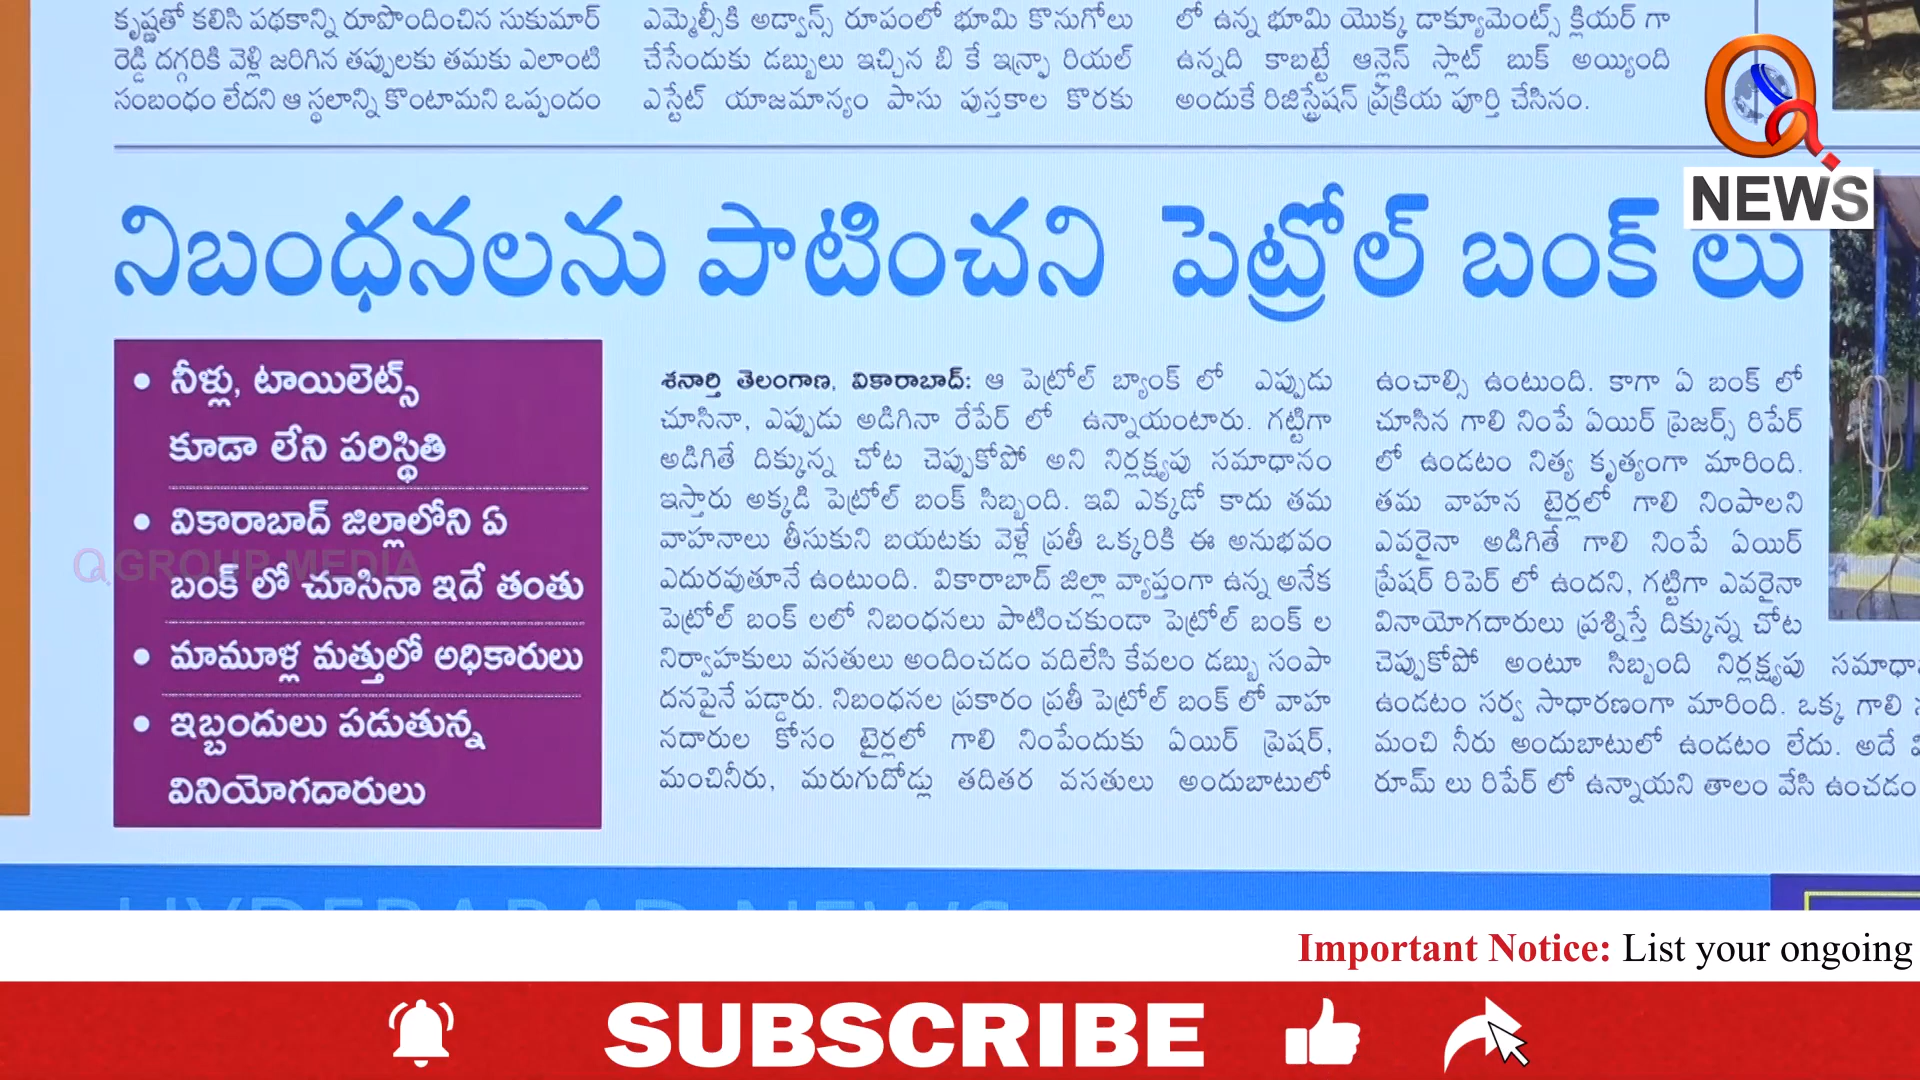 కృష్ణతో కలిసి పథకాన్ని రూపొందించిన సుకుమార్
రెడ్డి దగ్గరికి వెళ్లి జరిగిన తప్పులకు తమకు ఎలాంటి
సంబంధం లేదని ఆ స్థలాన్ని కొంటామని ఒప్పందం
ఎమ్మెల్సీకి అడ్వాన్స్ రూపంలో భూమి కొనుగోలు
చేసేందుకు డబ్బులు ఇచ్చిన బి కే ఇన్ఫ్రా రియల్
ఎస్టేట్ యాజమాన్యం పాసు పుస్తకాల కొరకు
లో ఉన్న భూమి యొక్క డాక్యూమెంట్స్ క్లియర్ గా
ఉన్నది కాబట్టే ఆన్లైన్ స్లాట్ బుక్ అయ్యింది
అందుకే రిజిస్ట్రేషన్ ప్రక్రియ పూర్తి చేసినం.
Q
NEWS
నిబంధనలను పాటించని పెట్రోల్ బంక్ లు
• నీళ్లు, టాయిలెట్స్
కూడా లేని పరిస్థితి
• వికారాబాద్ జిల్లాలోని ఏ
బంక్ లో చూసినా ఇదే తంతు
• మామూళ్ల మత్తులో అధికారులు
• ఇబ్బందులు పడుతున్న
వినియోగదారులు
Q GROUP MEDIA
శనార్తి తెలంగాణ, వికారాబాద్: ఆ పెట్రోల్ బ్యాంక్ లో ఎప్పుడు
చూసినా, ఎప్పుడు అడిగినా రేపేర్ లో ఉన్నాయంటారు. గట్టిగా
అడిగితే దిక్కున్న చోట చెప్పుకోపో అని నిర్లక్ష్యపు సమాధానం
ఇస్తారు అక్కడి పెట్రోల్ బంక్ సిబ్బంది. ఇవి ఎక్కడో కాదు తమ
వాహనాలు తీసుకుని బయటకు వెళ్లే ప్రతీ ఒక్కరికి ఈ అనుభవం
ఎదురవుతూనే ఉంటుంది. వికారాబాద్ జిల్లా వ్యాప్తంగా ఉన్న అనేక
పెట్రోల్ బంక్ లలో నిబంధనలు పాటించకుండా పెట్రోల్ బంక్ ల
నిర్వాహకులు వసతులు అందించడం వదిలేసి కేవలం డబ్బు సంపా
దనపైనే పడ్డారు. నిబంధనల ప్రకారం ప్రతీ పెట్రోల్ బంక్ లో వాహ
నదారుల కోసం టైర్లలో గాలి నింపేందుకు ఏయిర్ ప్రెషర్,
మంచినీరు, మరుగుదోడ్లు తదితర వసతులు అందుబాటులో
ఉంచాల్సి ఉంటుంది. కాగా ఏ బంక్ లో
చూసిన గాలి నింపే ఏయిర్ ప్రెజర్స్ రిపేర్
లో ఉండటం నిత్య కృత్యంగా మారింది.
తమ వాహన టైర్లలో గాలి నింపాలని
ఎవరైనా అడిగితే గాలి నింపే ఏయిర్
ప్రేషర్ రిపెర్ లో ఉందని, గట్టిగా ఎవరైనా
వినాయోగదారులు ప్రశ్నిస్తే దిక్కున్న చోట
చెప్పుకోపో అంటూ సిబ్బంది నిర్లక్ష్యపు
ఉండటం సర్వ సాధారణంగా మారింది. ఒక్క గాలి
మంచి నీరు అందుబాటులో ఉండటం లేదు. అదే
రూమ్ లు రిపేర్ లో ఉన్నాయని తాళం వేసి ఉంచడం
HYDERABAD NEWS
Important Notice: List your ongoing
SUBSCRIBE